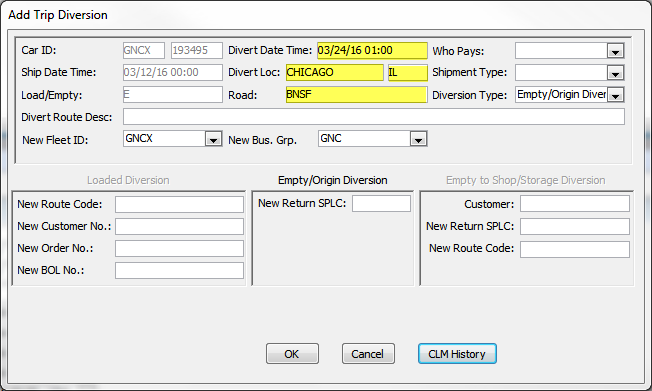 Add Trip Diversion
Car ID: GNCX 193495 Divert Date Time: 03/24/16 01:00 Who Pays:
Ship Date Time: 03/12/16 00:00 Divert Loc: CHICAGO IL Shipment Type:
Load/Empty: E Road: BNSF Diversion Type: Empty/Origin Diver
Divert Route Desc:
New Fleet ID: GNCX New Bus. Grp. GNC
Loaded Diversion Empty/Origin Diversion Empty to Shop/Storage Diversion
New Route Code: New Return SPLC: Customer:
New Customer No.: New Return SPLC:
New Order No.: New Route Code:
New BOL No.:
OK Cancel CLM History